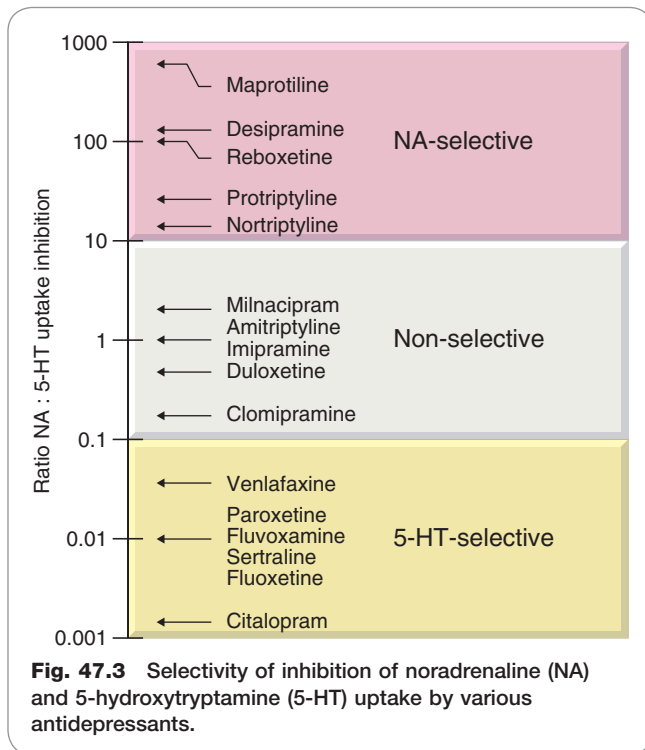 1000
Maprotiline
Desipramine
100
NA-selective
Reboxetine
Protriptyline
Nortriptyline
10
Milnacipram
Amitriptyline
1
Non-selective
Imipramine
Duloxetine
Clomipramine
0.1
Venlafaxine
Paroxetine
0.01
Fluvoxamine
5-HT-selective
Sertraline
Fluoxetine
Citalopram
0.001
Ratio NA : 5-HT uptake inhibition
Fig. 47.3 Selectivity of inhibition of noradrenaline (NA)
and 5-hydroxytryptamine (5-HT) uptake by various
antidepressants.